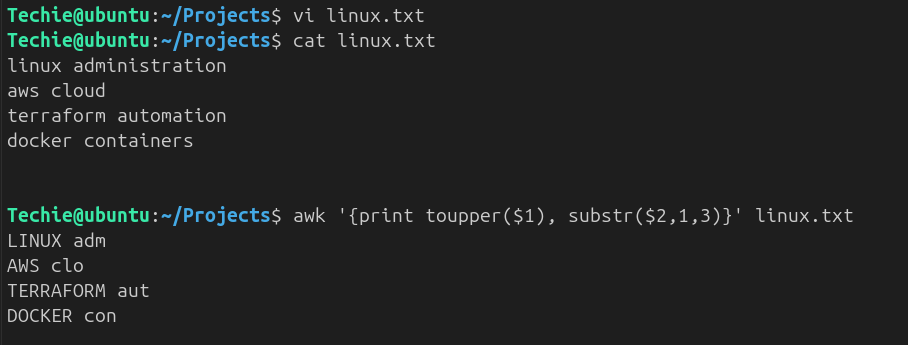 Techie@ubuntu:~/Projects$ vi linux.txt
Techie@ubuntu:~/Projects$ cat linux.txt
linux administration
aws cloud
terraform automation
docker containers
Techie@ubuntu:~/Projects$ awk '{print toupper($1), substr($2,1,3)}' linux.txt
LINUX adm
AWS clo
TERRAFORM aut
DOCKER con